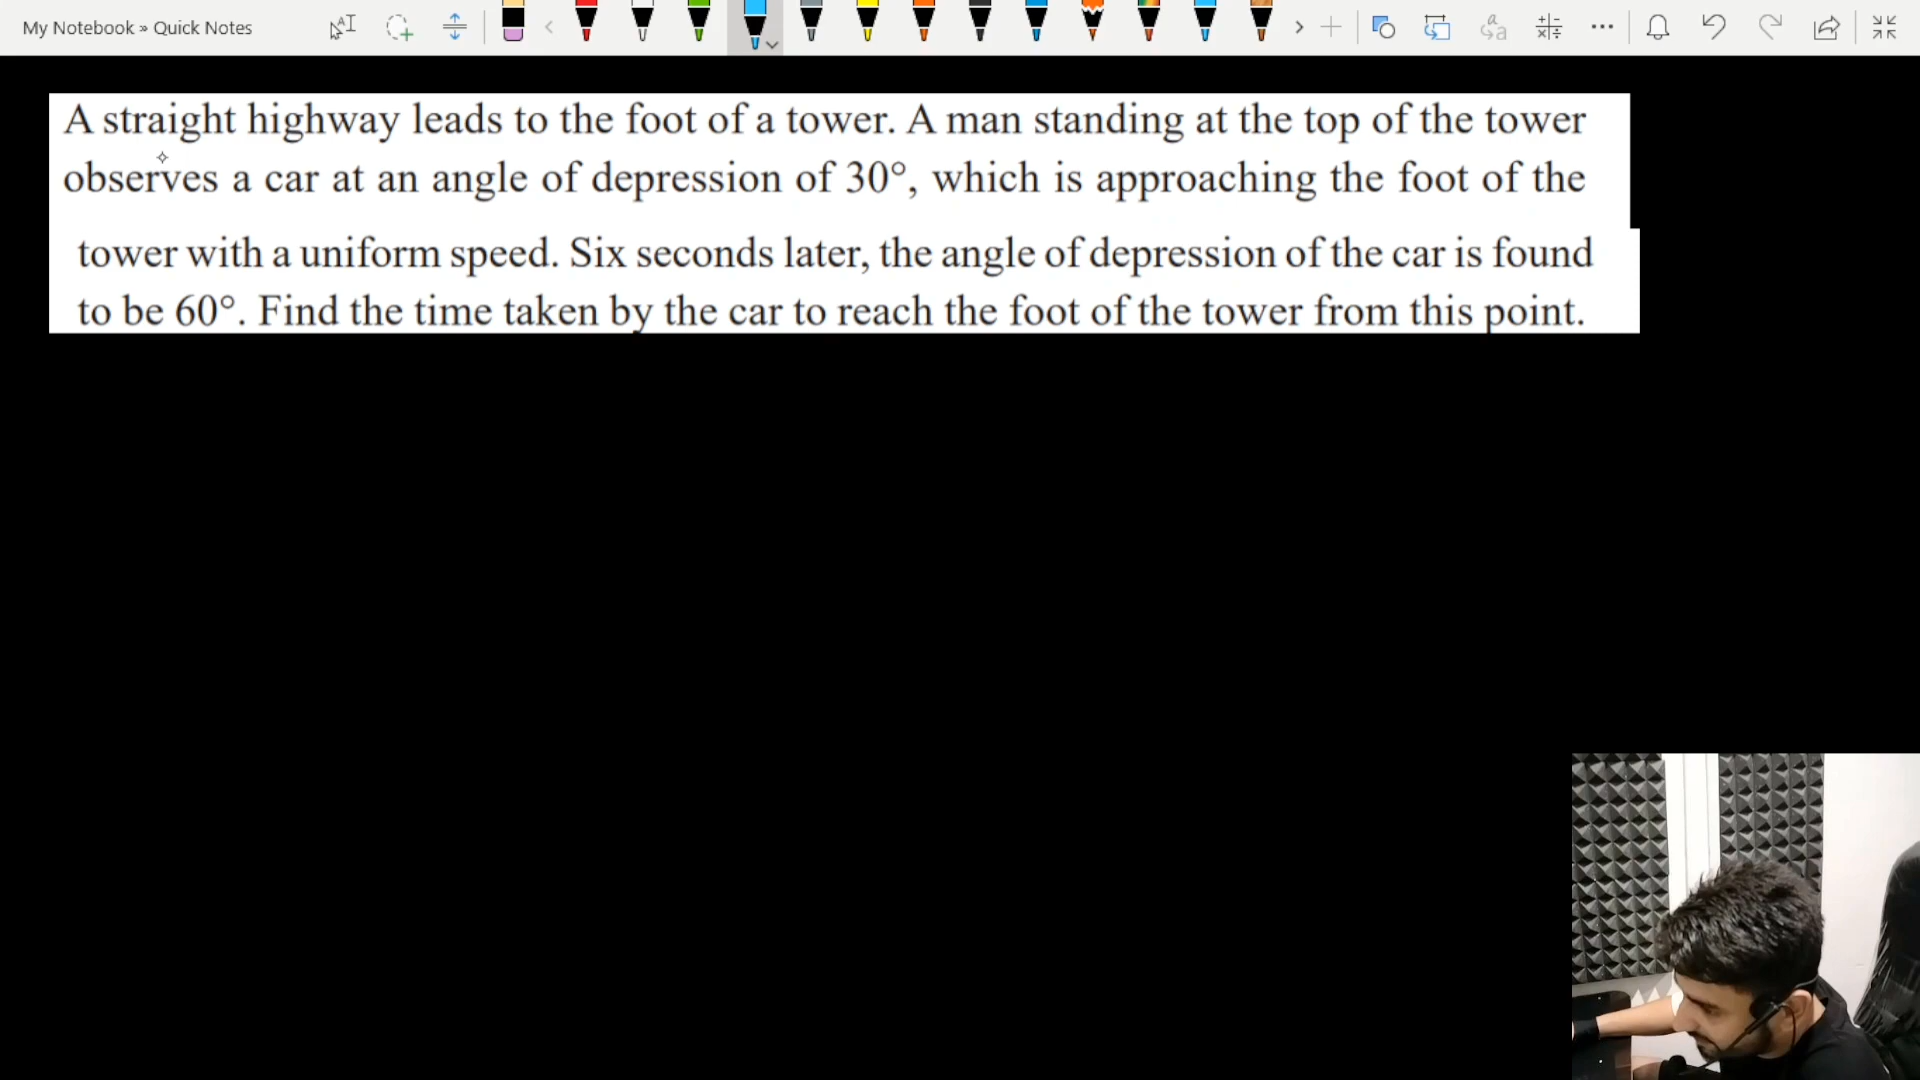 My Notebook » Quick Notes
A straight highway leads to the foot of a tower. A man standing at the top of the tower
observes a car at an angle of depression of 30°, which is approaching the foot of the
tower with a uniform speed. Six seconds later, the angle of depression of the car is found
to be 60°. Find the time taken by the car to reach the foot of the tower from this point.